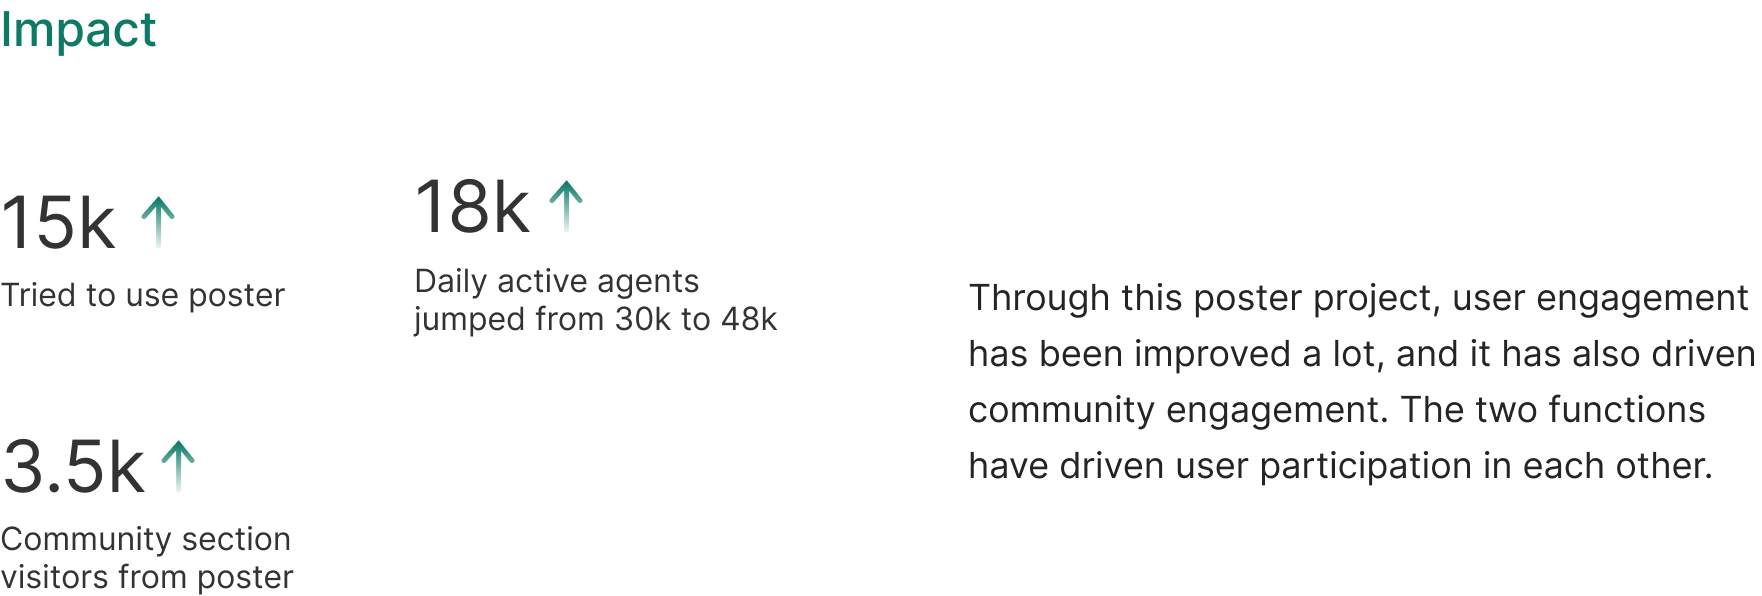 Impact
15k
Tried to use poster
18k
Daily active agents
jumped from 30k to 48k
3.5k
Community section
visitors from poster
Through this poster project, user engagement
has been improved a lot, and it has also driven
community engagement. The two functions
have driven user participation in each other.